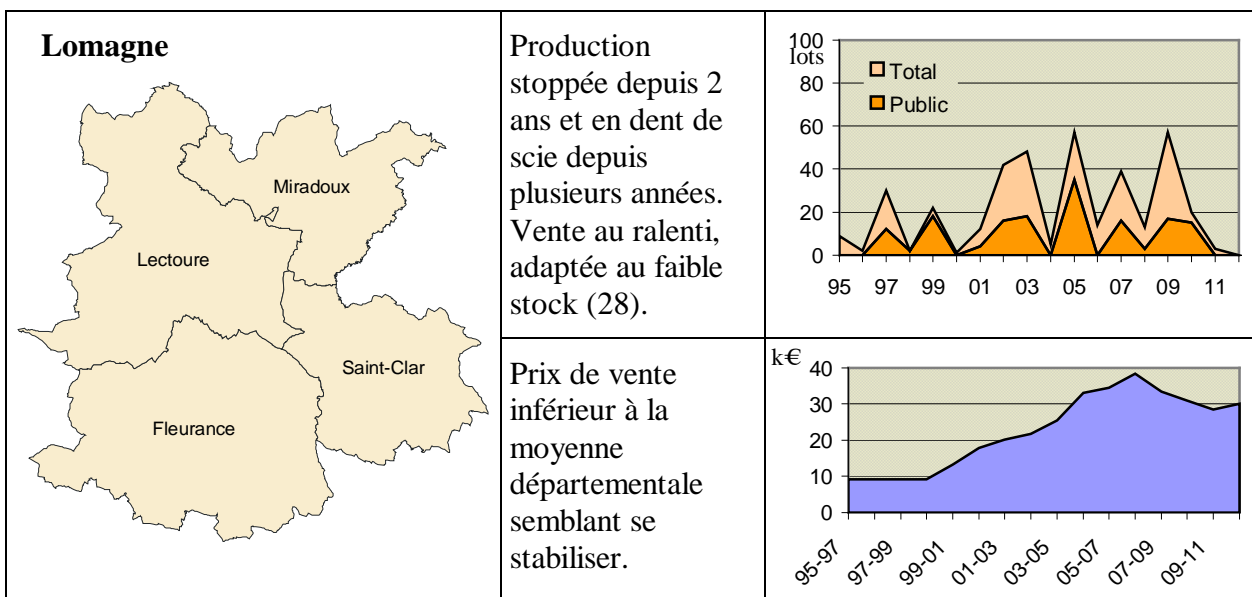 Lomagne
Miradoux
Lectoure
Saint-Clar
Fleurance
Production
stoppée depuis 2
ans et en dent de
scie depuis
plusieurs années.
Vente au ralenti,
adaptée au faible
stock (28).
100
lots
80
60
40
20
0
Total
Public
95 97 99 01 03 05 07 09 11
Prix de vente
inférieur à la
moyenne
départementale
semblant se
stabiliser.
k€
40
30
20
10
0
95-97 97-99 99-01 01-03 03-05 05-07 07-09 09-11